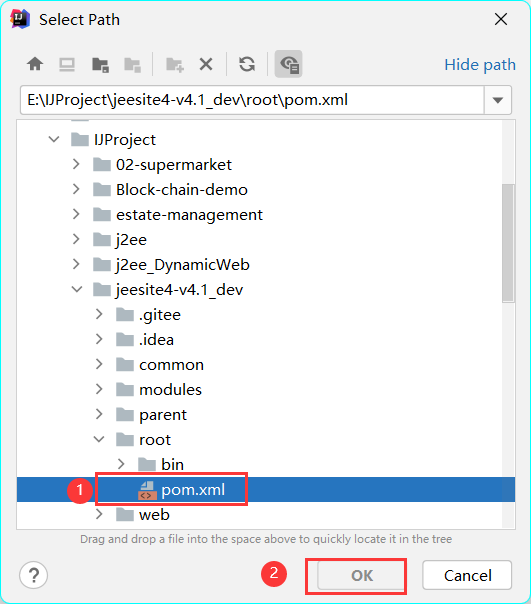 Select Path
Hide path
E:\IJProject\jeesite4-v4.1_dev\root\pom.xml
IJProject
02-supermarket
Block-chain-demo
estate-management
j2ee
j2ee_DynamicWeb
jeesite4-v4.1_dev
.gitee
.idea
common
modules
parent
root
bin
1 pom.xml
web
Drag and drop a file into the space above to quickly locate it in the tree
? 2 OK Cancel